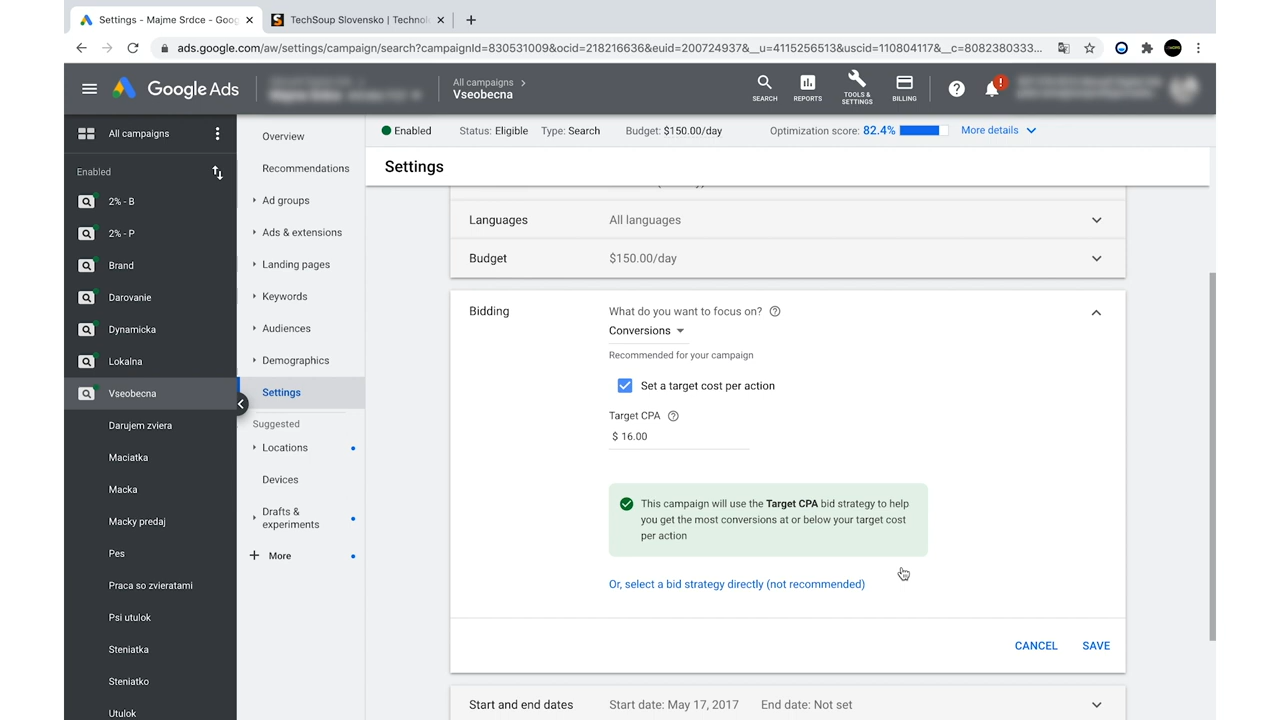 Settings - Majme Srdce - Goog
TechSoup Slovensko | Technol
ads.google.com/aw/settings/campaign/search?campaignId=830531009&ocid=218216636&euid=200724937&__u=4115256513&uscid=110804117&__c=8082380333...
Google Ads
All campaigns
Vseobecna
SEARCH
REPORTS
TOOLS &
SETTINGS
BILLING
All campaigns
Enabled
2% - B
2% - P
Brand
Darovanie
Dynamicka
Lokalna
Vseobecna
Darujem zviera
Maciatka
Macka
Macky predaj
Pes
Praca so zvieratami
Psi utulok
Steniatka
Steniatko
Utulok
Overview
Recommendations
Ad groups
Ads & extensions
Landing pages
Keywords
Audiences
Demographics
Settings
Suggested
Locations
Devices
Drafts &
experiments
+ More
Enabled Status: Eligible Type: Search Budget: $150.00/day Optimization score: 82.4% More details
Settings
Languages All languages
Budget $150.00/day
Bidding What do you want to focus on?
Conversions
Recommended for your campaign
Set a target cost per action
Target CPA
$ 16.00
This campaign will use the Target CPA bid strategy to help
you get the most conversions at or below your target cost
per action
Or, select a bid strategy directly (not recommended)
CANCEL SAVE
Start and end dates Start date: May 17, 2017 End date: Not set